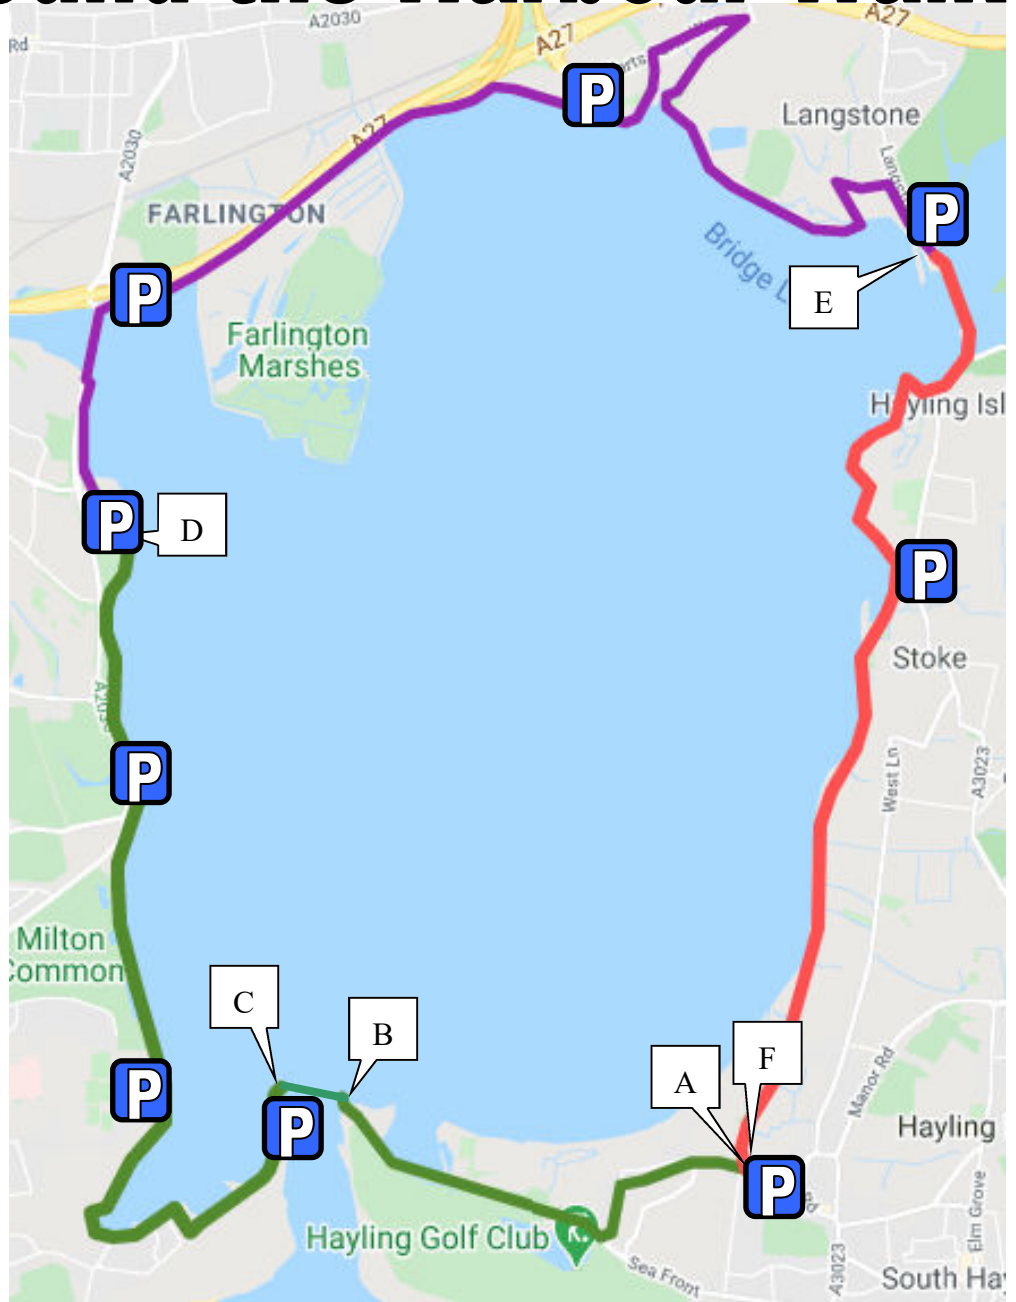 A2030
A27
A27
Rd
P
Langstone
A2030
A27
P
FARLINGTON
P
E
Farlington
Marshes
P
D
P
Stoke
P
West Ln
A3023
Milton
Common
C
B
F
A
P
P
Manor Rd
Hayling
P
Hayling Golf Club
Sea Front
A3023
Elm Grove